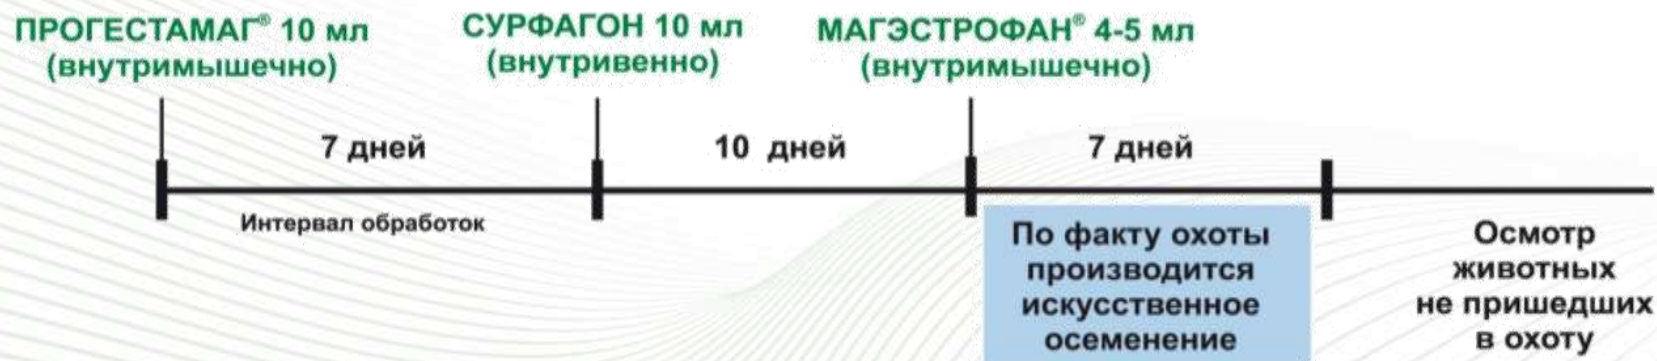 ПРОГЕСТАМАГ® 10 мл
(внутримышечно)
СУРФАГОН 10 мл
(внутривенно)
МАГЭСТРОФАН® 4-5 мл
(внутримышечно)
7 дней
10 дней
7 дней
Интервал обработок
По факту охоты
производится
искусственное
осеменение
Осмотр
животных
не пришедших
в охоту